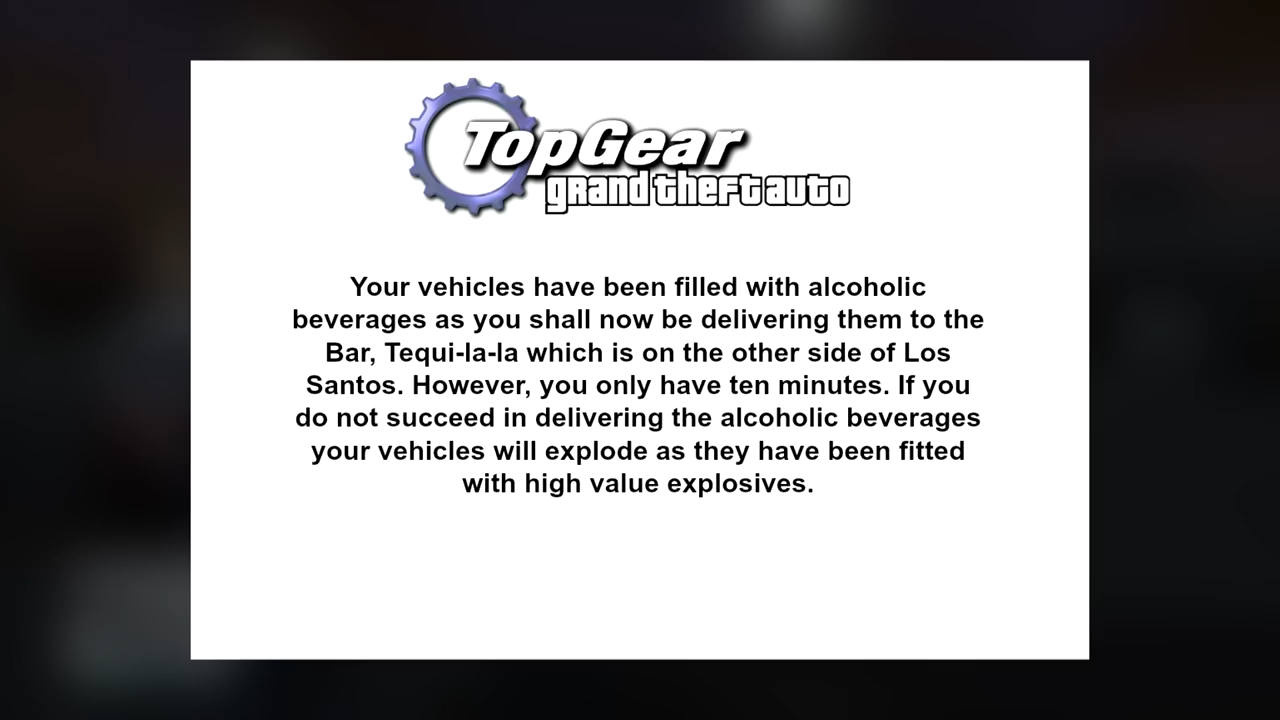 TopGear
grand theft auto
Your vehicles have been filled with alcoholic
beverages as you shall now be delivering them to the
Bar, Tequi-la-la which is on the other side of Los
Santos. However, you only have ten minutes. If you
do not succeed in delivering the alcoholic beverages
your vehicles will explode as they have been fitted
with high value explosives.